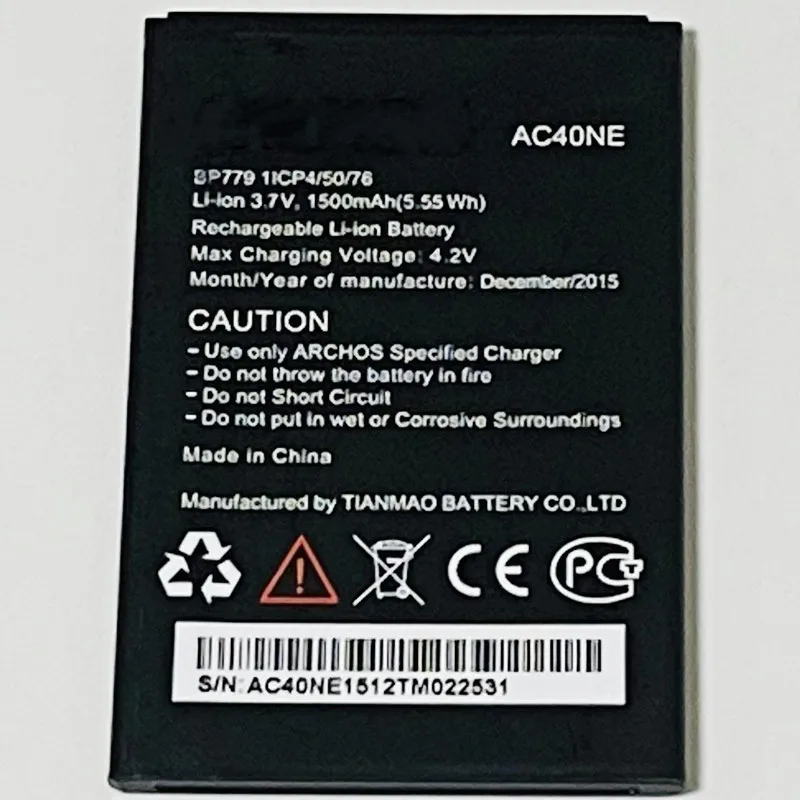 AC40NE
BP779 1ICP4/50/76
Li-ion 3.7V, 1500mAh(5.55 Wh)
Rechargeable Li-ion Battery
Max Charging Voltage: 4.2V
Month/Year of manufacture: December/2015
CAUTION
- Use only ARCHOS Specified Charger
- Do not throw the battery in fire
- Do not Short Circuit
- Do not put in wet or Corrosive Surroundings
Made in China
Manufactured by TIANMAO BATTERY CO.,LTD
CE
PCT
S/N: AC40NE1512TM022531